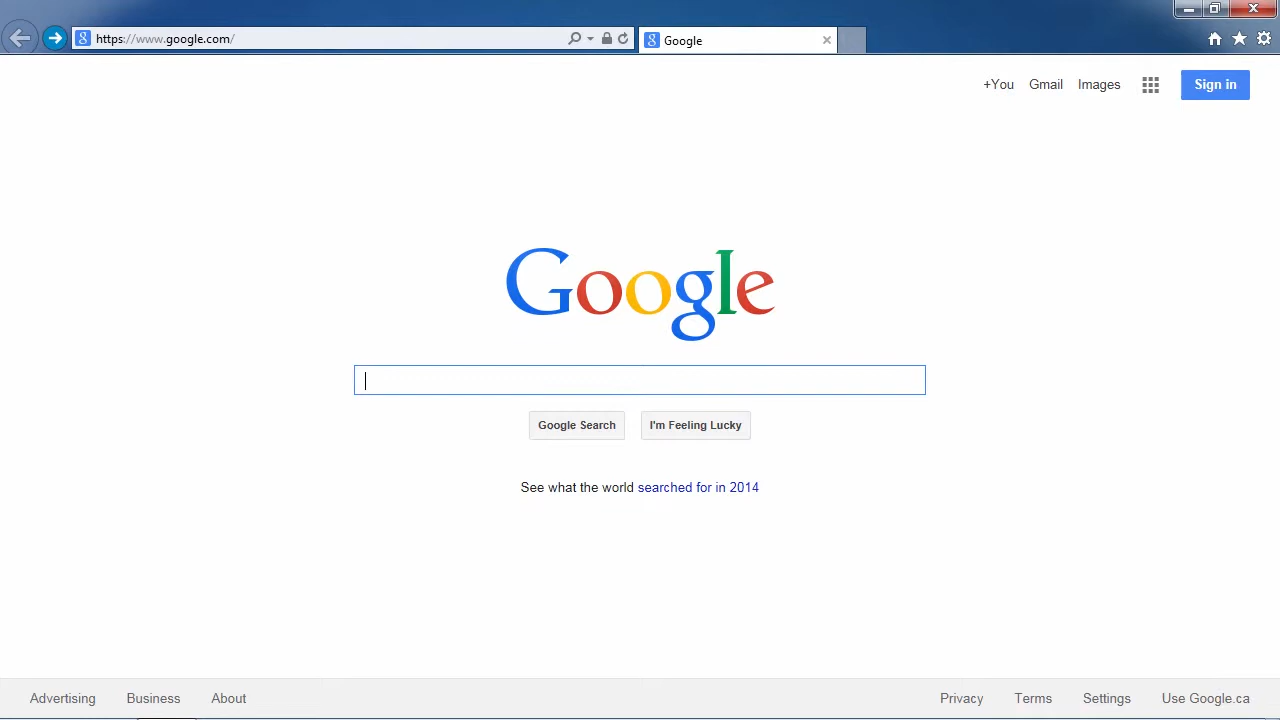 https://www.google.com/
Google
+You Gmail Images Sign in
Google
Google Search I'm Feeling Lucky
See what the world searched for in 2014
Advertising Business About Privacy Terms Settings Use Google.ca